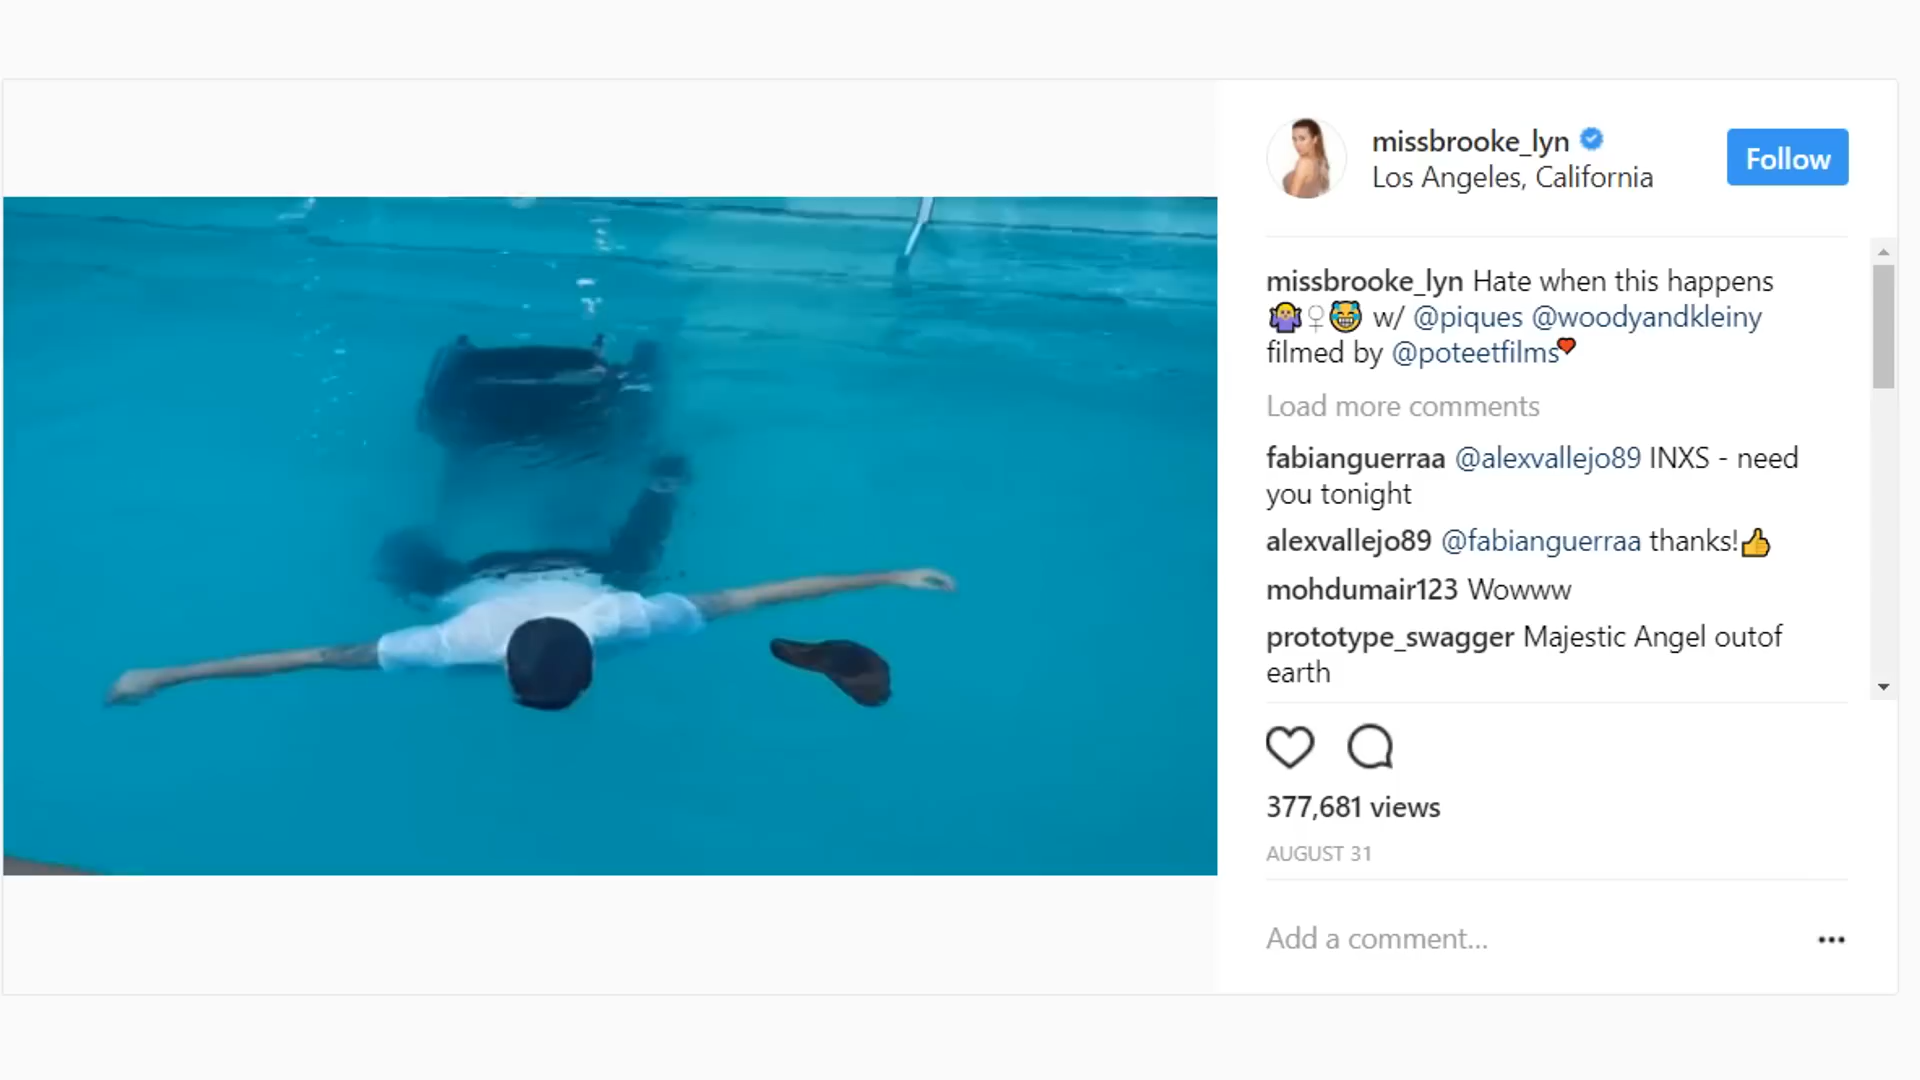 missbrooke_lyn
Follow
Los Angeles, California
missbrooke_lyn Hate when this happens
🤷♀😹 w/ @piques @woodyandkleiny
filmed by @poteetfilms❤
Load more comments
fabianguerraa @alexvallejo89 INXS - need
you tonight
alexvallejo89 @fabianguerraa thanks!👍
mohdumair123 Wowww
prototype_swagger Majestic Angel outof
earth
377,681 views
AUGUST 31
Add a comment...